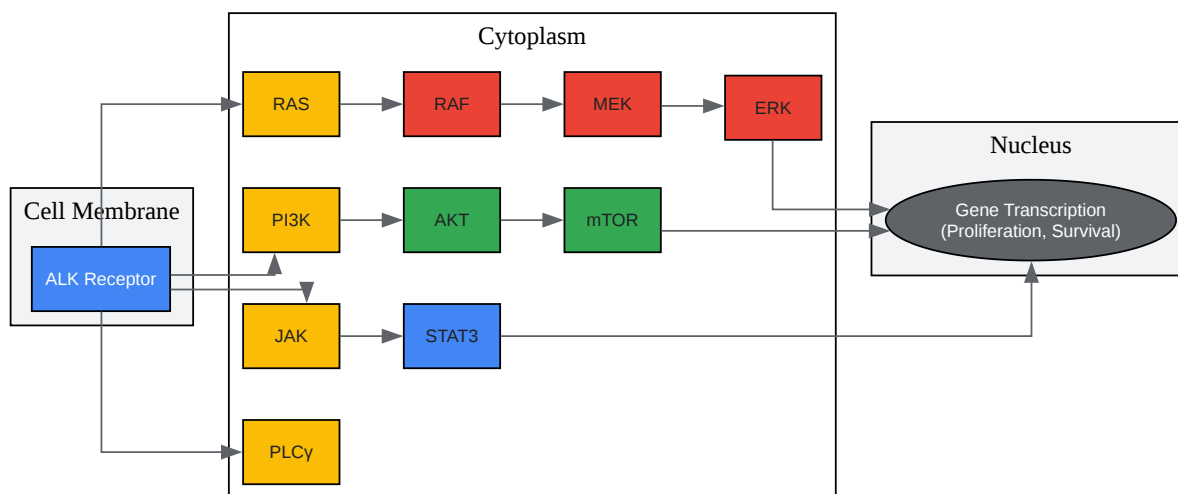 Cytoplasm
RAS
RAF
MEK
ERK
Nucleus
Cell Membrane
PI3K
AKT
mTOR
Gene Transcription
(Proliferation, Survival)
ALK Receptor
JAK
STAT3
PLCγ